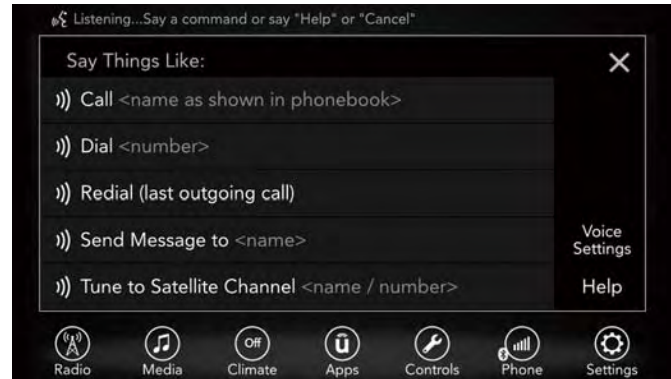 Listening...Say a command or say "Help" or "Cancel"
Say Things Like:
Call <name as shown in phonebook>
Dial <number>
Redial (last outgoing call)
Send Message to <name>
Tune to Satellite Channel <name / number>
Voice
Settings
Help
Radio
Media
Off
Climate
ū
Apps
Controls
Phone
Settings